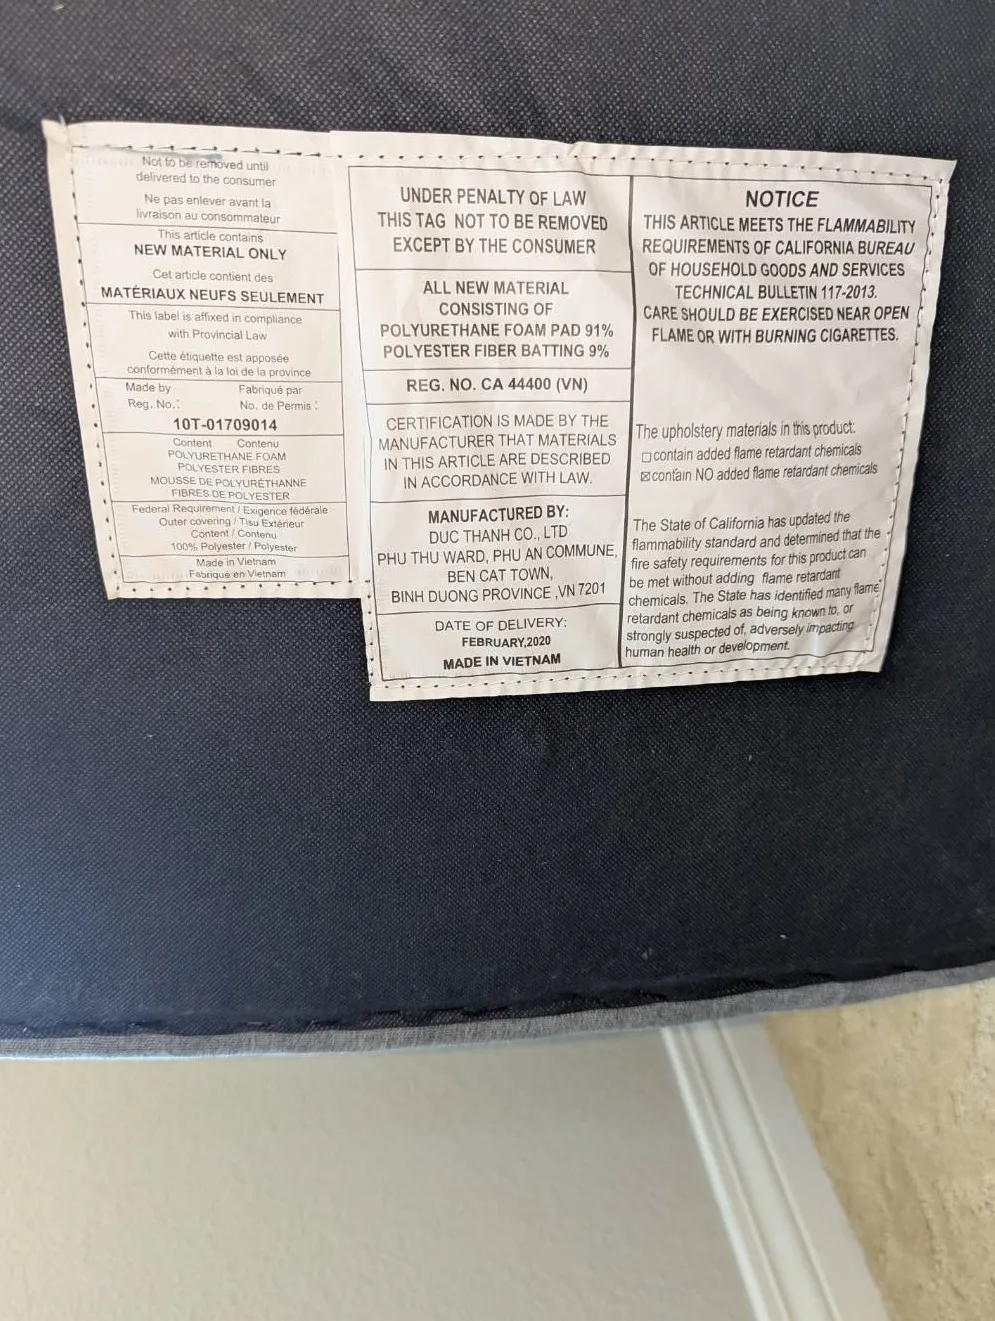 Not to be removed until
delivered to the consumer
Ne pas enlever avant la
livraison au consommateur
This article contains
NEW MATERIAL ONLY
Cet article contient des
MATÉRIAUX NEUFS SEULEMENT
This label is affixed in compliance
with Provincial Law
Cette étiquette est apposée
conformément à la loi de la province
Made by Fabriqué par
Reg. No.: No. de Permis :
10T-01709014
Content Contenu
POLYURETHANE FOAM
POLYESTER FIBRES
MOUSSE DE POLYURÉTHANNE
FIBRES DE POLYESTER
Federal Requirement / Exigence fédérale
Outer covering / Tisu Extérieur
Content / Contenu
100% Polyester / Polyester
Made in Vietnam
Fabriqué en Vietnam
UNDER PENALTY OF LAW
THIS TAG NOT TO BE REMOVED
EXCEPT BY THE CONSUMER
ALL NEW MATERIAL
CONSISTING OF
POLYURETHANE FOAM PAD 91%
POLYESTER FIBER BATTING 9%
REG. NO. CA 44400 (VN)
CERTIFICATION IS MADE BY THE
MANUFACTURER THAT MATERIALS
IN THIS ARTICLE ARE DESCRIBED
IN ACCORDANCE WITH LAW.
MANUFACTURED BY:
DUC THANH CO., LTD
PHU THU WARD, PHU AN COMMUNE,
BEN CAT TOWN,
BINH DUONG PROVINCE ,VN 7201
DATE OF DELIVERY:
FEBRUARY,2020
MADE IN VIETNAM
NOTICE
THIS ARTICLE MEETS THE FLAMMABILITY
REQUIREMENTS OF CALIFORNIA BUREAU
OF HOUSEHOLD GOODS AND SERVICES
TECHNICAL BULLETIN 117-2013.
CARE SHOULD BE EXERCISED NEAR OPEN
FLAME OR WITH BURNING CIGARETTES.
The upholstery materials in this product:
☐contain added flame retardant chemicals
☒contain NO added flame retardant chemicals
The State of California has updated the
flammability standard and determined that the
fire safety requirements for this product can
be met without adding flame retardant
chemicals. The State has identified many flame
retardant chemicals as being known to, or
strongly suspected of, adversely impacting
human health or development.